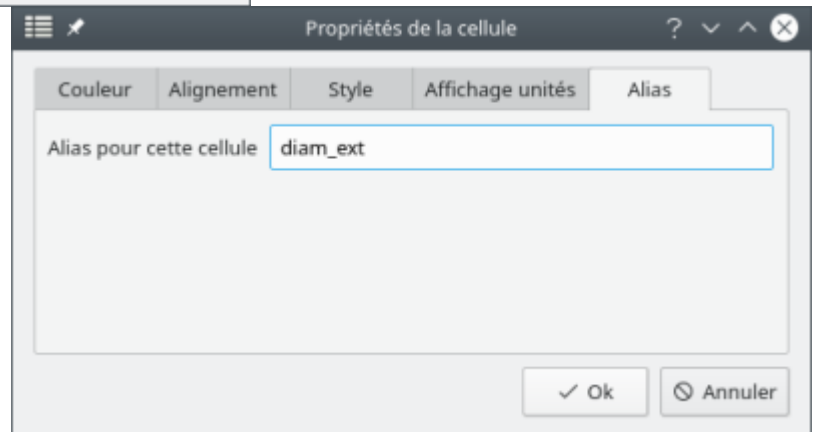 Propriétés de la cellule
Couleur Alignement Style Affichage unités Alias
Alias pour cette cellule diam_ext
Ok Annuler